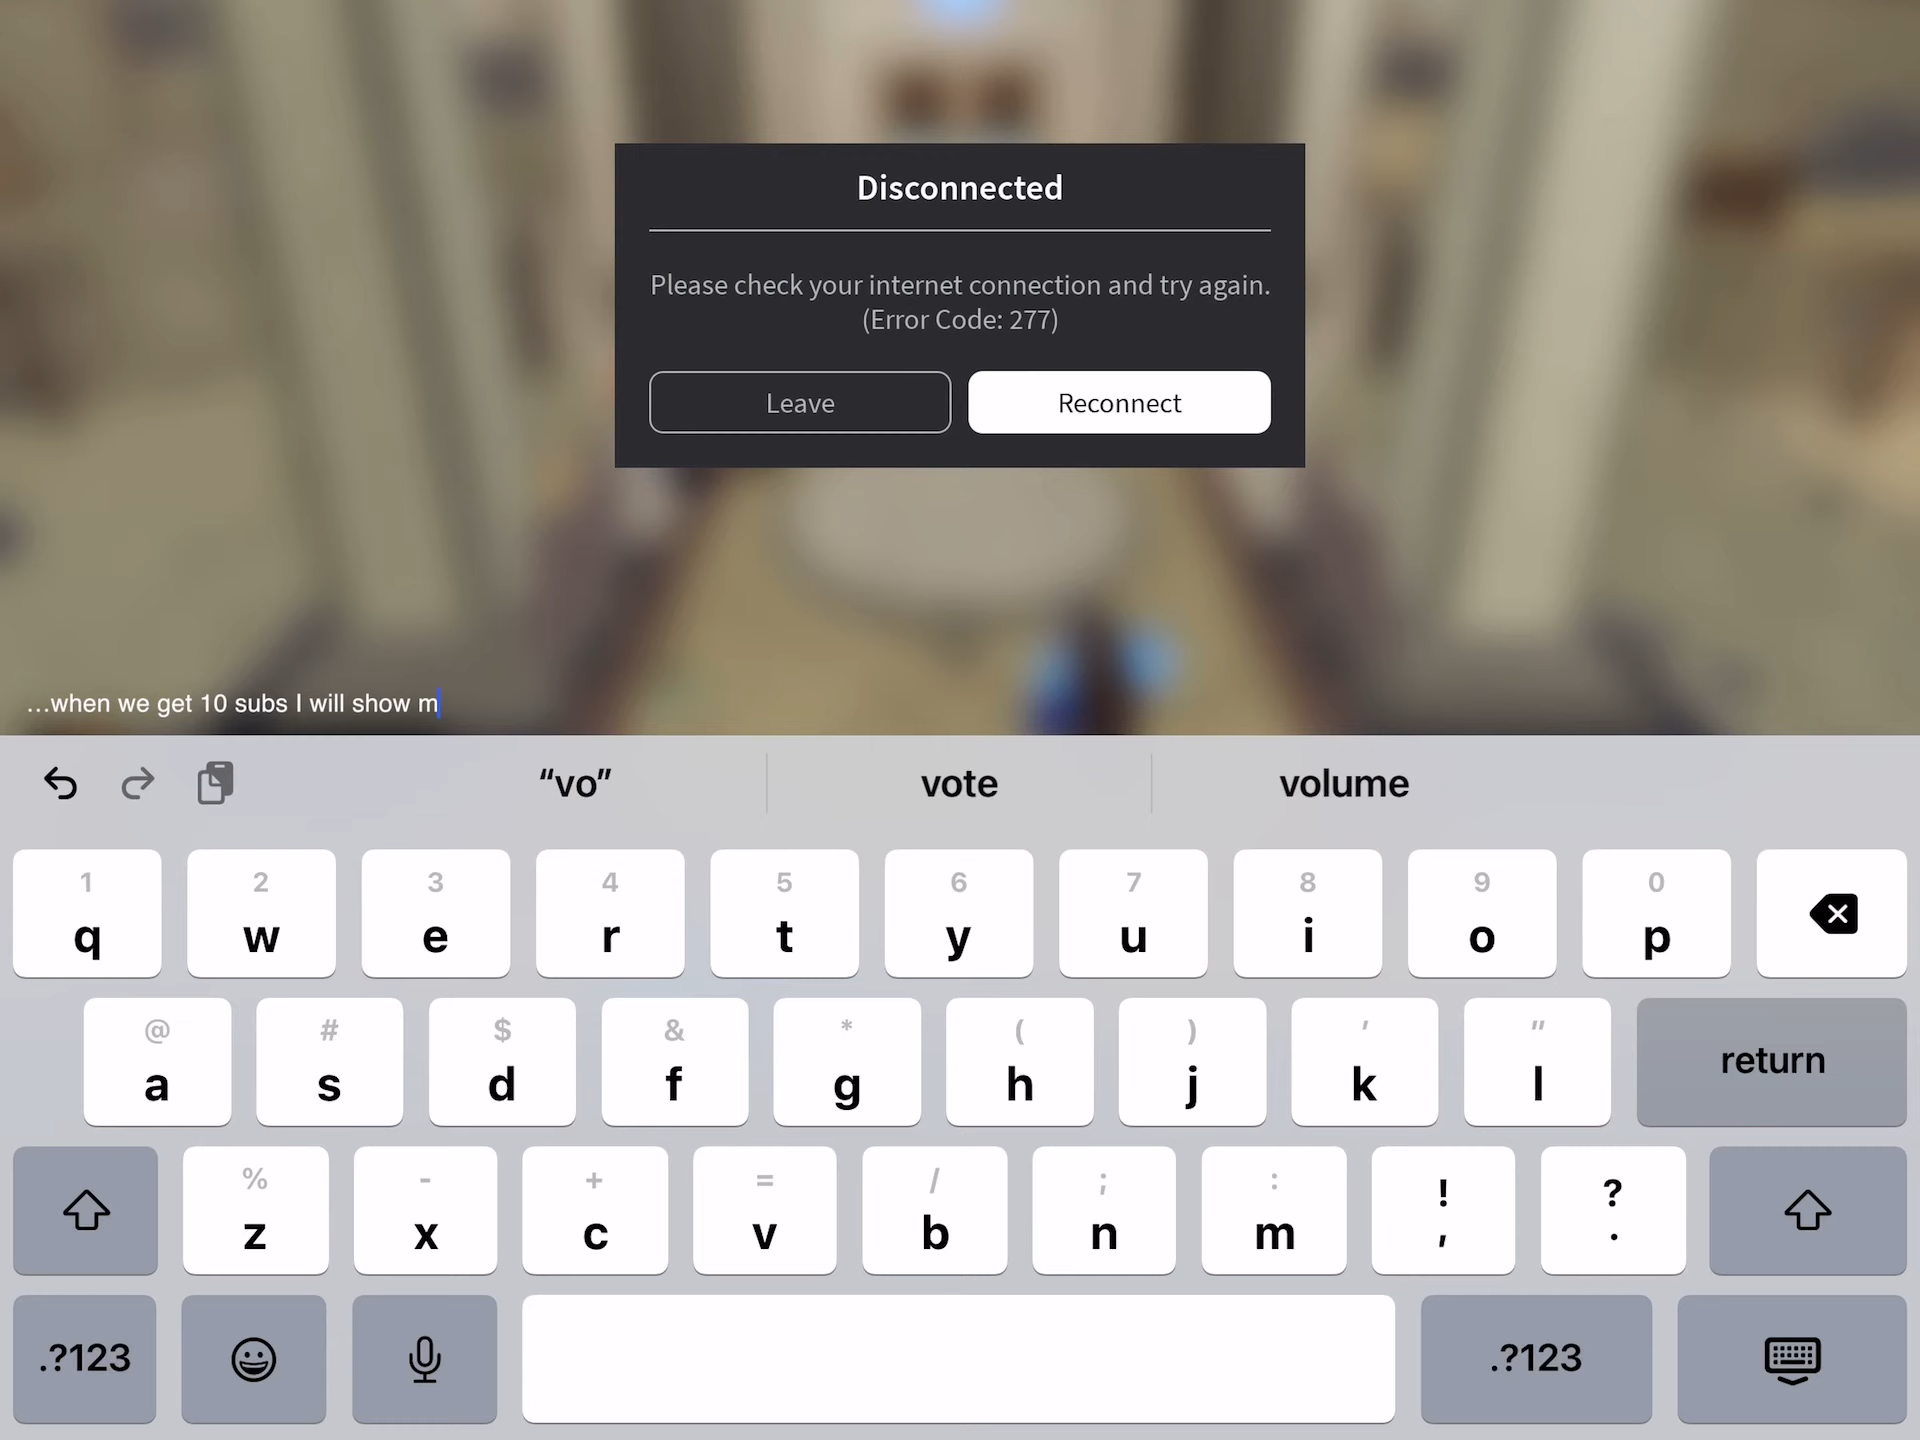 Disconnected
Please check your internet connection and try again.
(Error Code: 277)
Leave Reconnect
...when we get 10 subs I will show m
“vo” vote volume
1 2 3 4 5 6 7 8 9 0
q w e r t y u i o p
@ # $ & * ( ) ' "
a s d f g h j k l return
% - + = / ; : ! ?
z x c v b n m , .
.?123 .?123